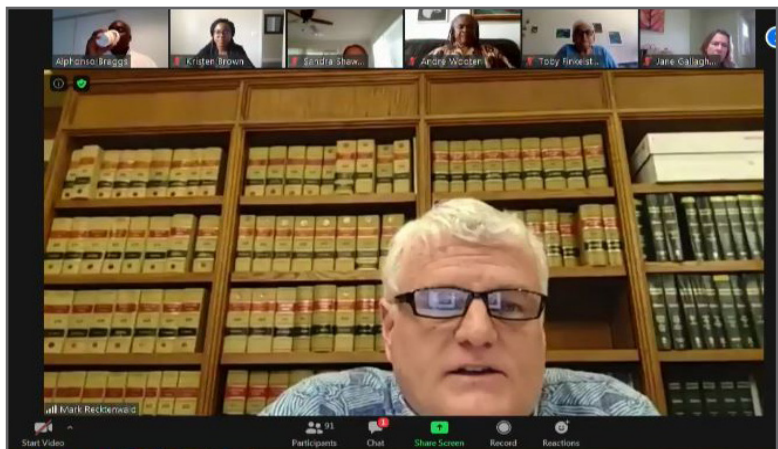 Alphonso Braggs
Kristen Brown
Sandra Shaw...
Andre Wooten
Toby Finkelst...
Jane Gallagh...
Mark Recktenwald
91
1
Start Video
Participants
Chat
Share Screen
Record
Reactions